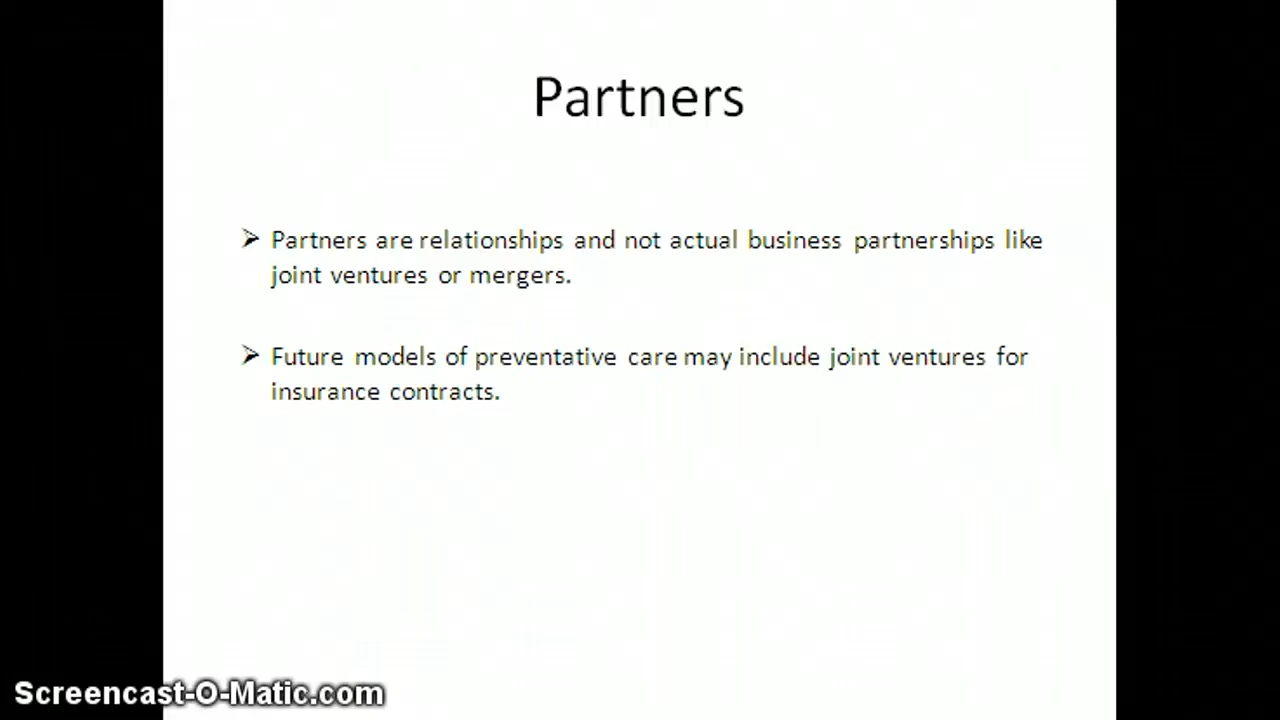 Partners
➢ Partners are relationships and not actual business partnerships like
joint ventures or mergers.
➢ Future models of preventative care may include joint ventures for
insurance contracts.
Screencast-O-Matic.com